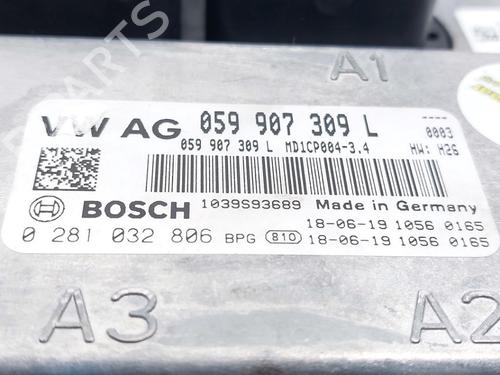 A1
VW AG 059 907 309 L
059 907 309 L MD1CP004-3.4
0003
HW: H26
BOSCH 1039S93689 Made in Germany
18-06-19 1056 0165
0 281 032 806 BPG 810 18-06-19 1056 0165
A3
A2